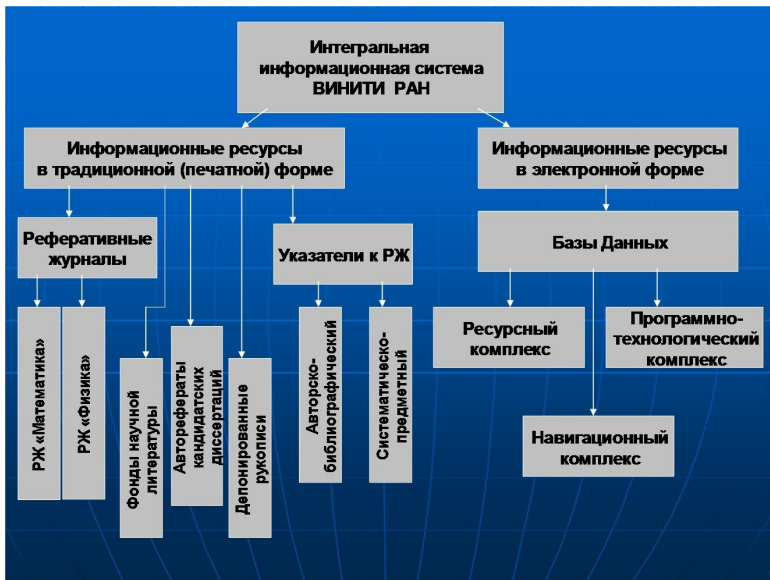 Интегральная
информационная система
ВИНИТИ РАН
Информационные ресурсы
в традиционной (печатной) форме
Информационные ресурсы
в электронной форме
Реферативные
журналы
Указатели к РЖ
Базы Данных
РЖ «Математика»
РЖ «Физика»
Фонды научной
литературы
Авторефераты
кандидатских
диссертаций
Депонированные
рукописи
Авторско-
библиографический
Систематическо-
предметный
Ресурсный
комплекс
Программно-
технологический
комплекс
Навигационный
комплекс